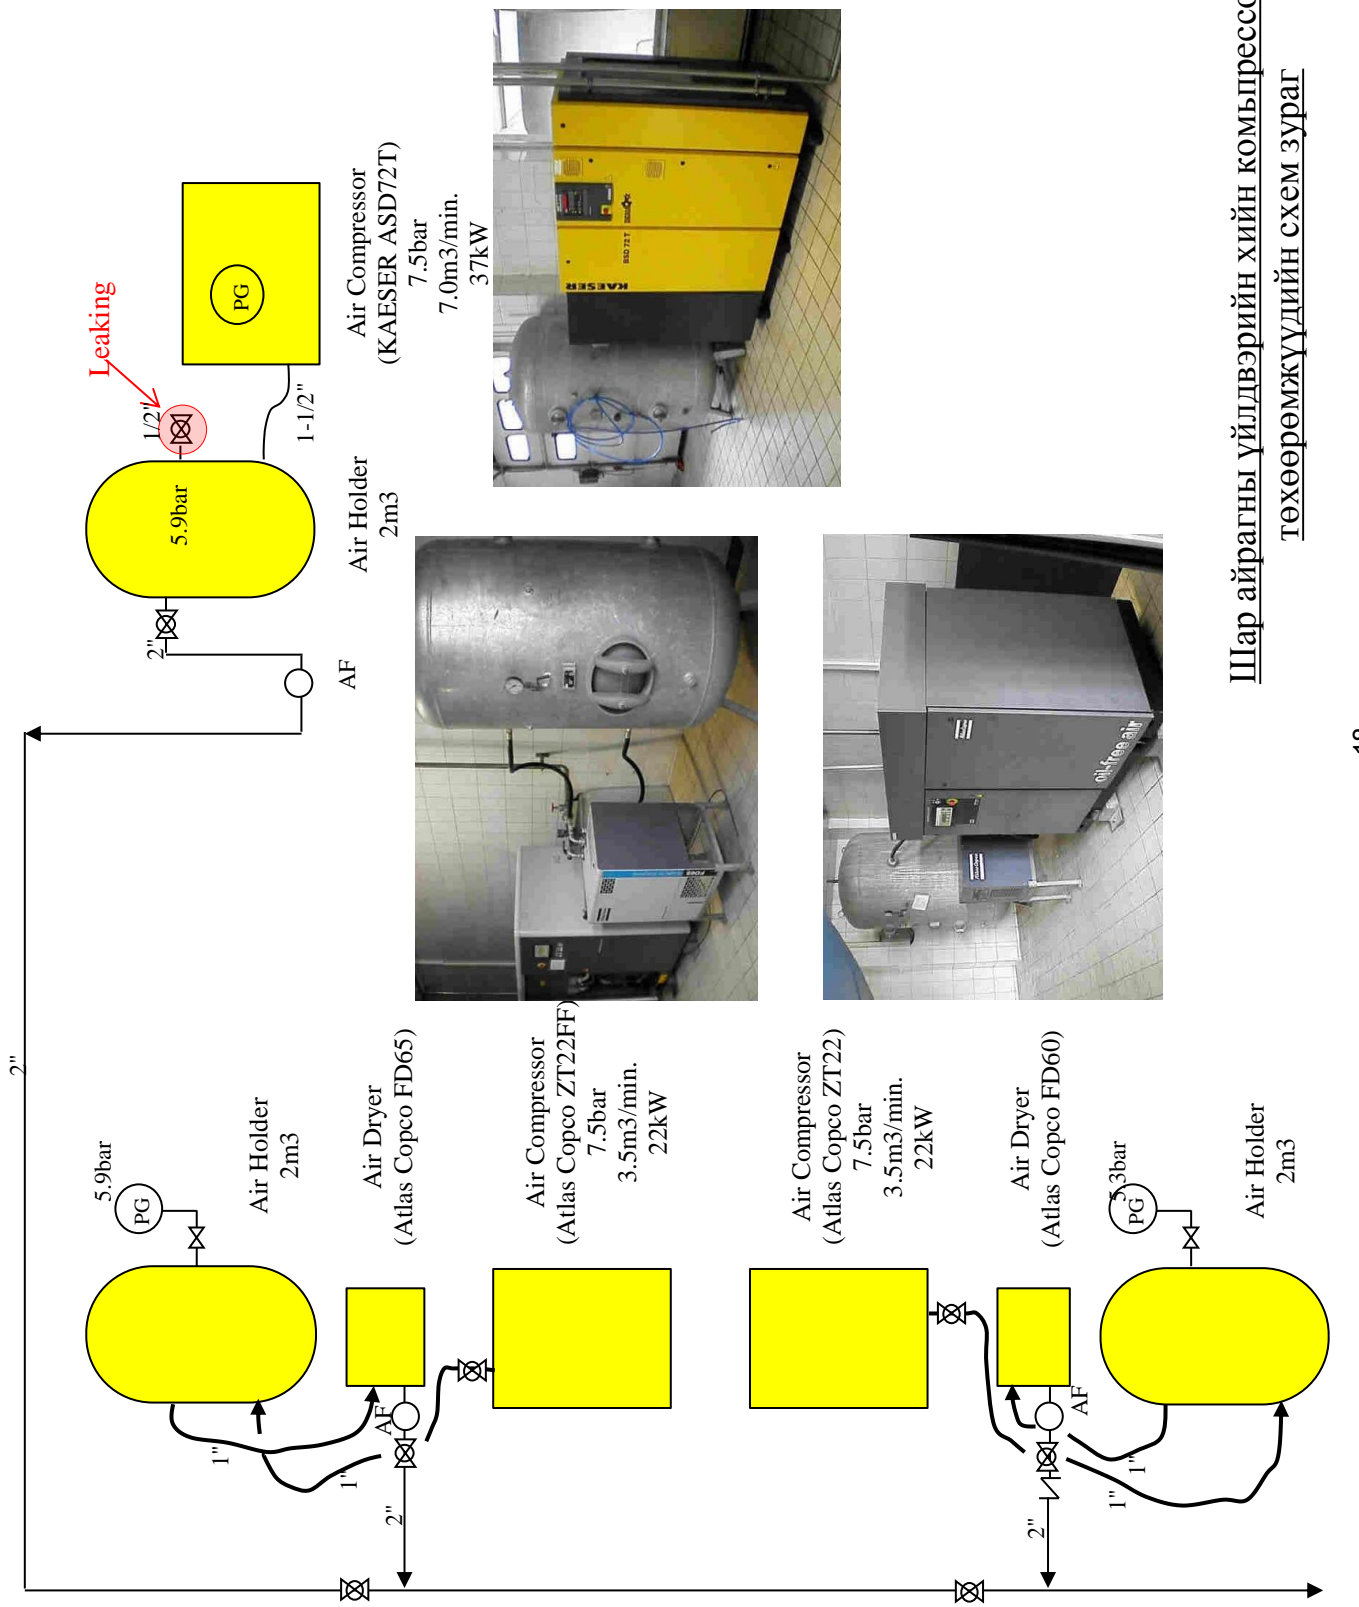 Leaking
1/2"
PG
5.9bar
1-1/2"
Air Compressor
(KAESER ASD72T)
7.5bar
7.0m3/min.
37kW
Air Holder
2m3
2"
AF
2"
KAESER
BSD 72 T
oil-free air
5.9bar
PG
Air Holder
2m3
Air Dryer
(Atlas Copco FD65)
Air Compressor
(Atlas Copco ZT22FF)
7.5bar
3.5m3/min.
22kW
Air Compressor
(Atlas Copco ZT22)
7.5bar
3.5m3/min.
22kW
Air Dryer
(Atlas Copco FD60)
5.3bar
PG
Air Holder
2m3
1"
1"
AF
2"
AF
1"
1"
2"
Шар айрагны үйлдвэрийн хийн комьпрессо
төхөөрөмжүүдийн схем зураг